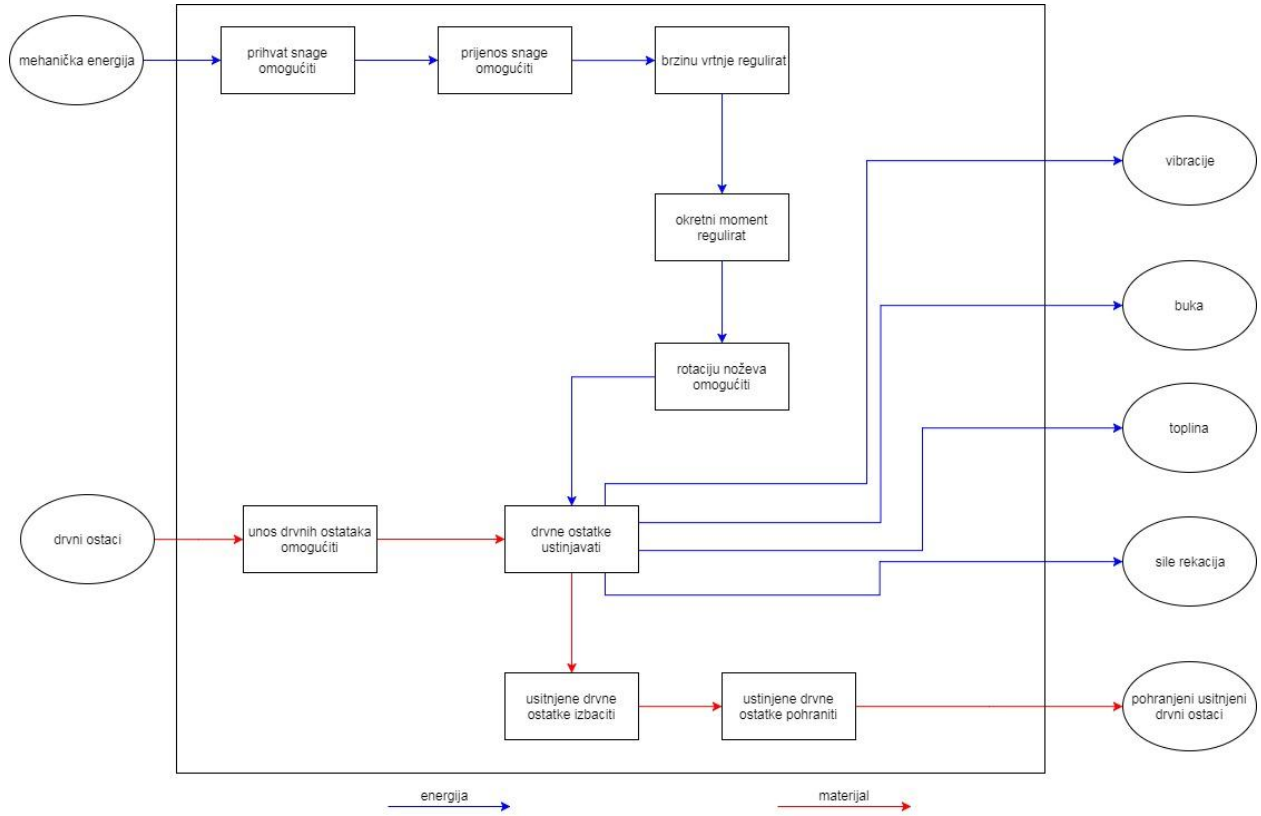 mehanička energija
prihvat snage
omogućiti
prijenos snage
omogućiti
brzinu vrtnje regulirat
vibracije
okretni moment
regulirat
buka
rotaciju noževa
omogućiti
toplina
drvni ostaci
unos drvnih ostataka
omogućiti
drvne ostatke
ustinjavati
sile rekacija
usitnjene drvne
ostatke izbaciti
ustinjene drvne
ostatke pohraniti
pohranjeni usitnjeni
drvni ostaci
energija
materijal